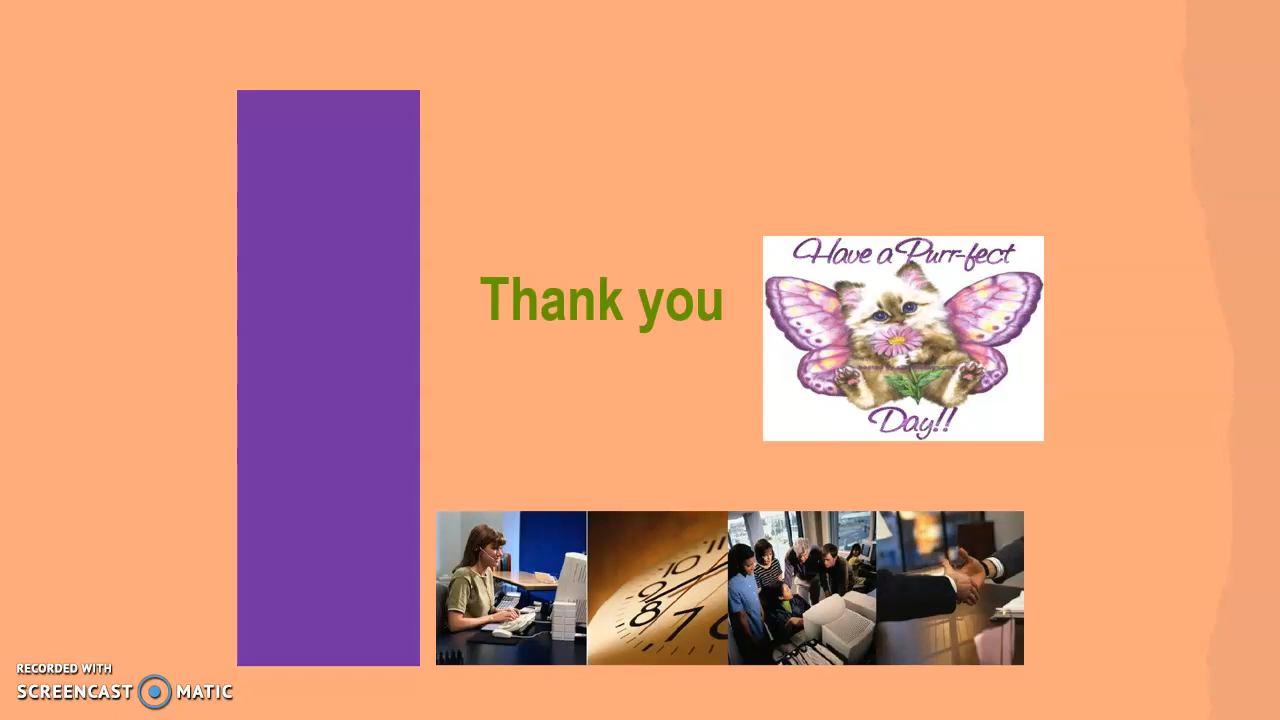 Have a Purr-fect
Thank you
Day!!
RECORDED WITH
SCREENCAST MATIC